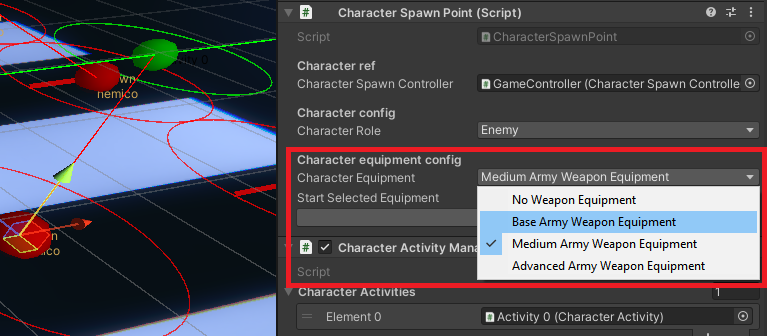 Character Spawn Point (Script)
Script
CharacterSpawnPoint
Character ref
Character Spawn Controller
GameController (Character Spawn Controlle
Character config
Character Role
Enemy
Character equipment config
Character Equipment
Medium Army Weapon Equipment
Start Selected Equipment
No Weapon Equipment
Base Army Weapon Equipment
Medium Army Weapon Equipment
Advanced Army Weapon Equipment
Character Activity Mana
Script
Character Activities
1
Element 0
Activity 0 (Character Activity)
nemico